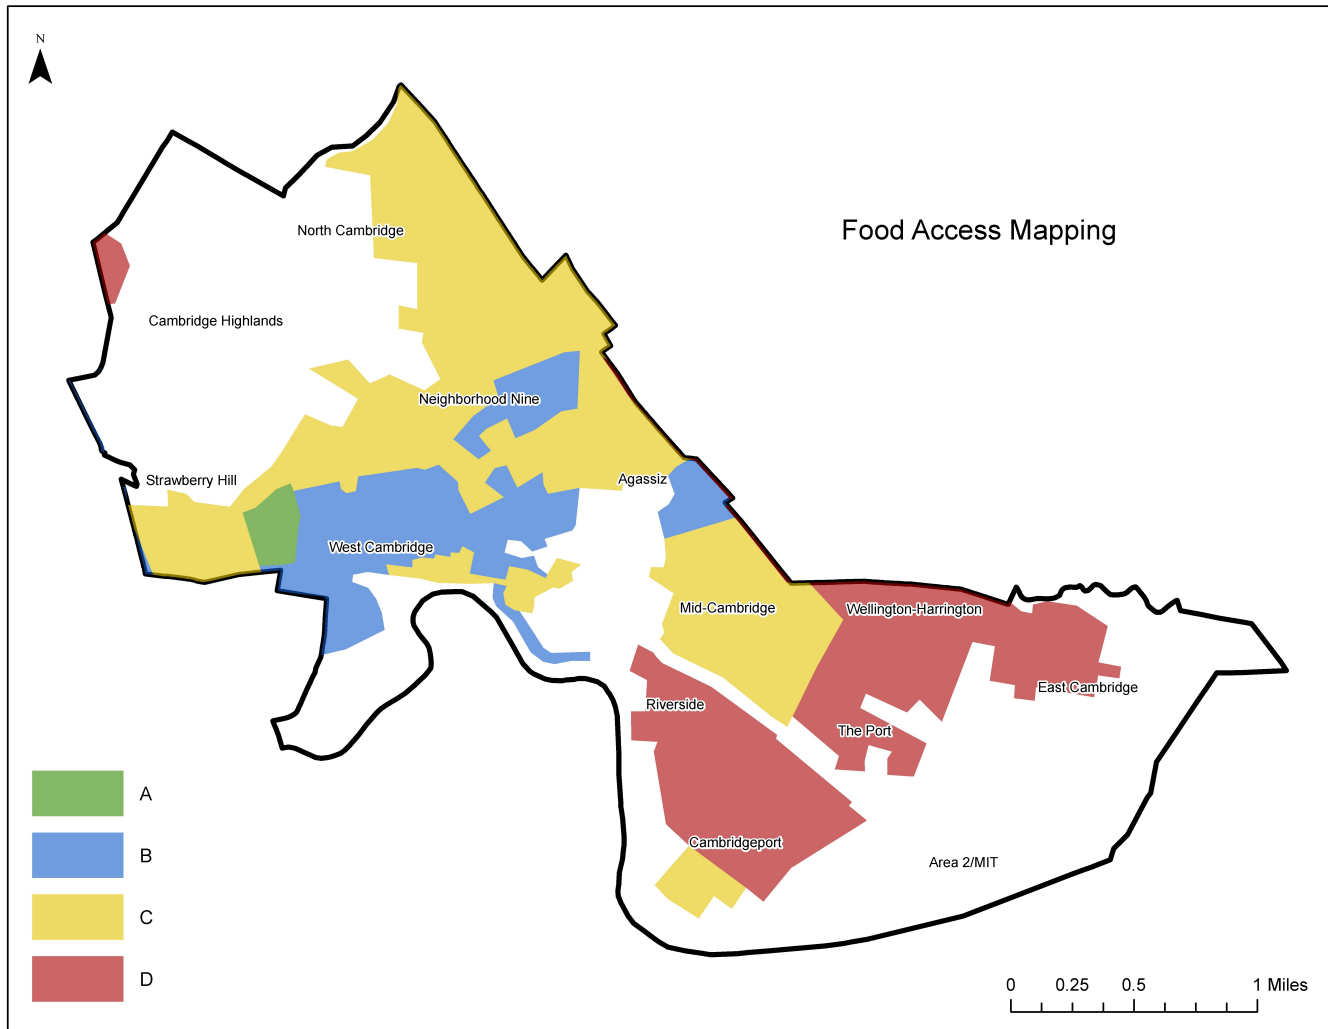 N
Food Access Mapping
North Cambridge
Cambridge Highlands
Neighborhood Nine
Strawberry Hill
Agassiz
West Cambridge
Mid-Cambridge
Wellington-Harrington
East Cambridge
Riverside
The Port
Cambridgeport
Area 2/MIT
A
B
C
D
0 0.25 0.5 1 Miles